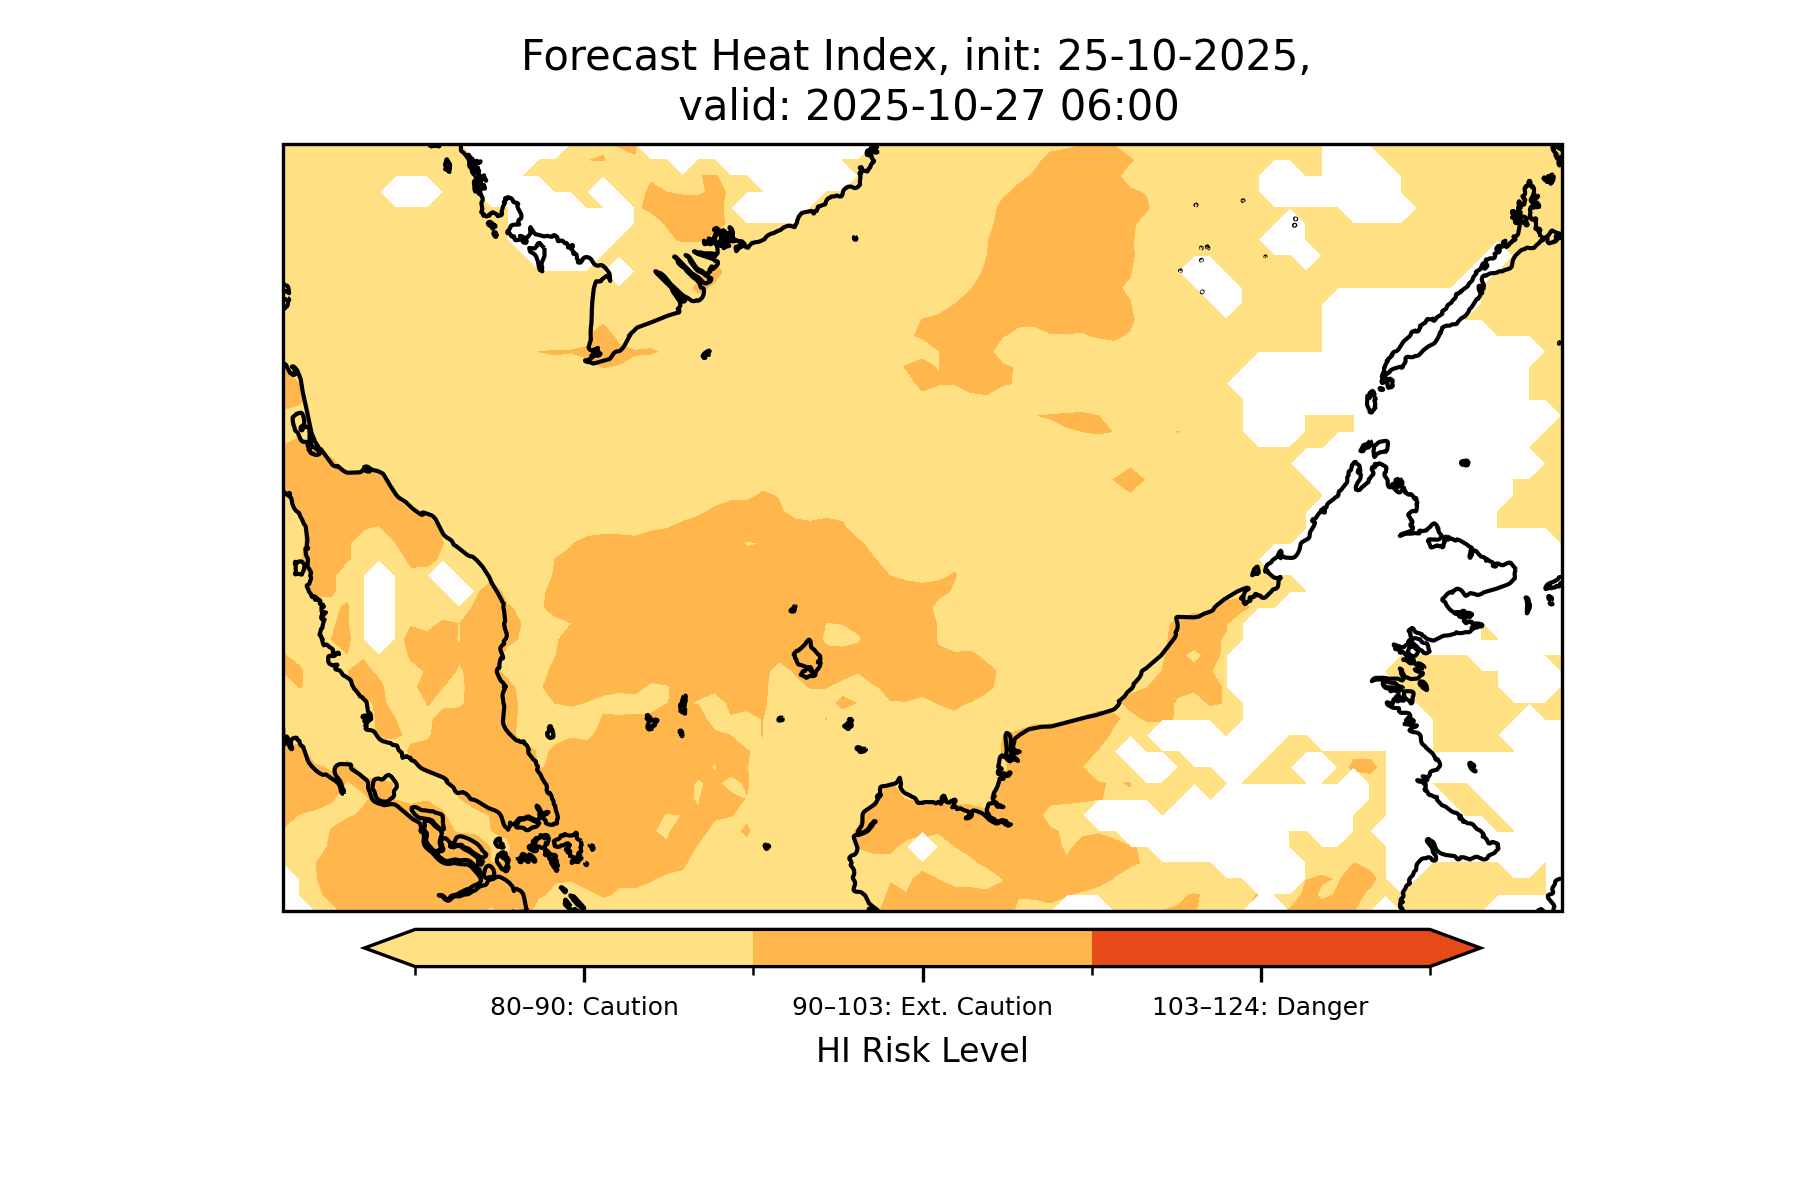 Forecast Heat Index, init: 25-10-2025,
valid: 2025-10-27 06:00
80–90: Caution
90–103: Ext. Caution
103–124: Danger
HI Risk Level